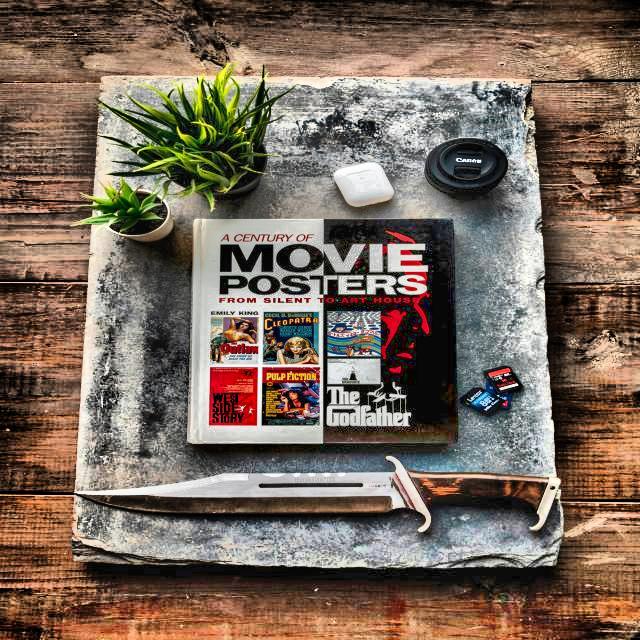 Canon
A CENTURY OF
MOVIE
POSTERS
FROM SILENT TO ART HOUSE
EMILY KING
CLEOPATRA
PULP FICTION
WEST
SIDE
STORY
The
Godfather